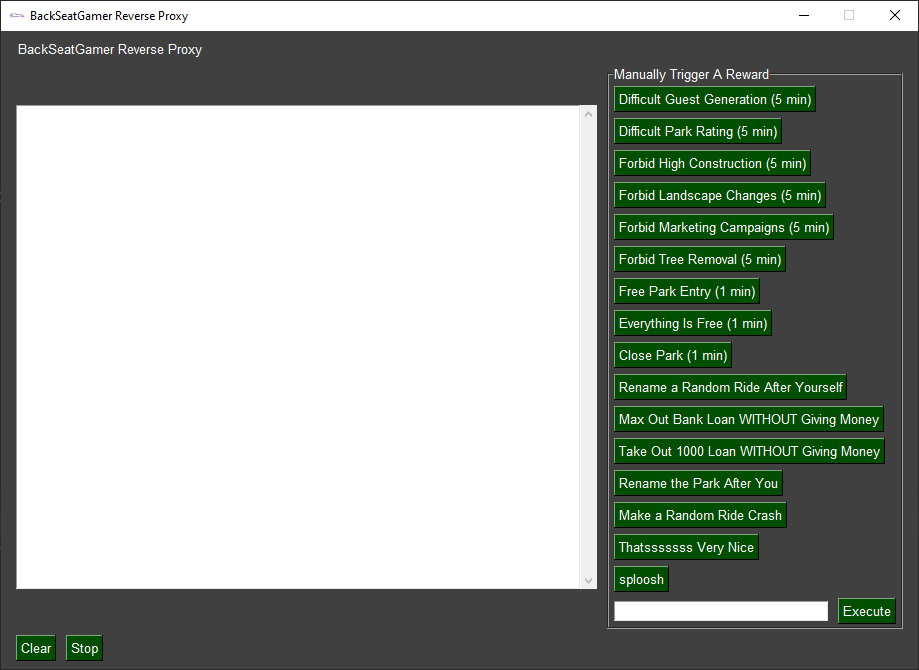 BackSeatGamer Reverse Proxy
BackSeatGamer Reverse Proxy
Manually Trigger A Reward
Difficult Guest Generation (5 min)
Difficult Park Rating (5 min)
Forbid High Construction (5 min)
Forbid Landscape Changes (5 min)
Forbid Marketing Campaigns (5 min)
Forbid Tree Removal (5 min)
Free Park Entry (1 min)
Everything Is Free (1 min)
Close Park (1 min)
Rename a Random Ride After Yourself
Max Out Bank Loan WITHOUT Giving Money
Take Out 1000 Loan WITHOUT Giving Money
Rename the Park After You
Make a Random Ride Crash
Thatsssssss Very Nice
sploosh
Execute
Clear Stop